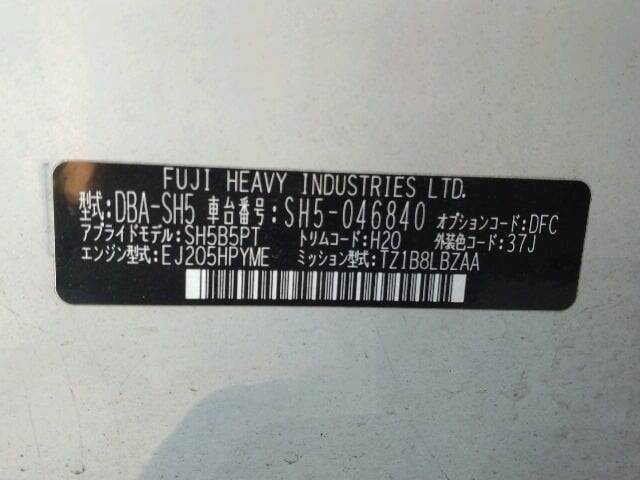 FUJI HEAVY INDUSTRIES LTD.
型式:DBA-SH5 車台番号:SH5-046840 オプションコード:DFC
アプライドモデル:SH5B5PT トリムコード:H20 外装色コード:37J
エンジン型式:EJ205HPYME ミッション型式:TZ1B8LBZAA